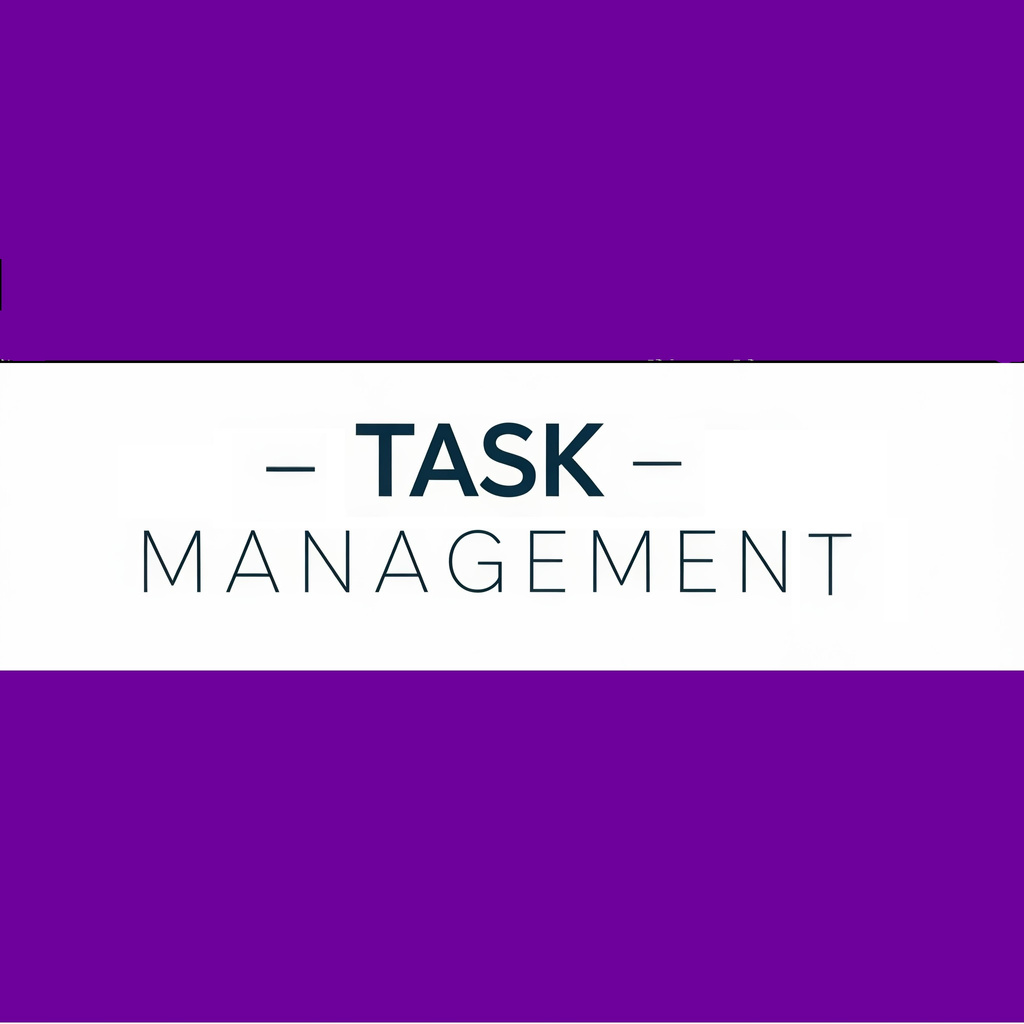 – TASK –
MANAGEMENT